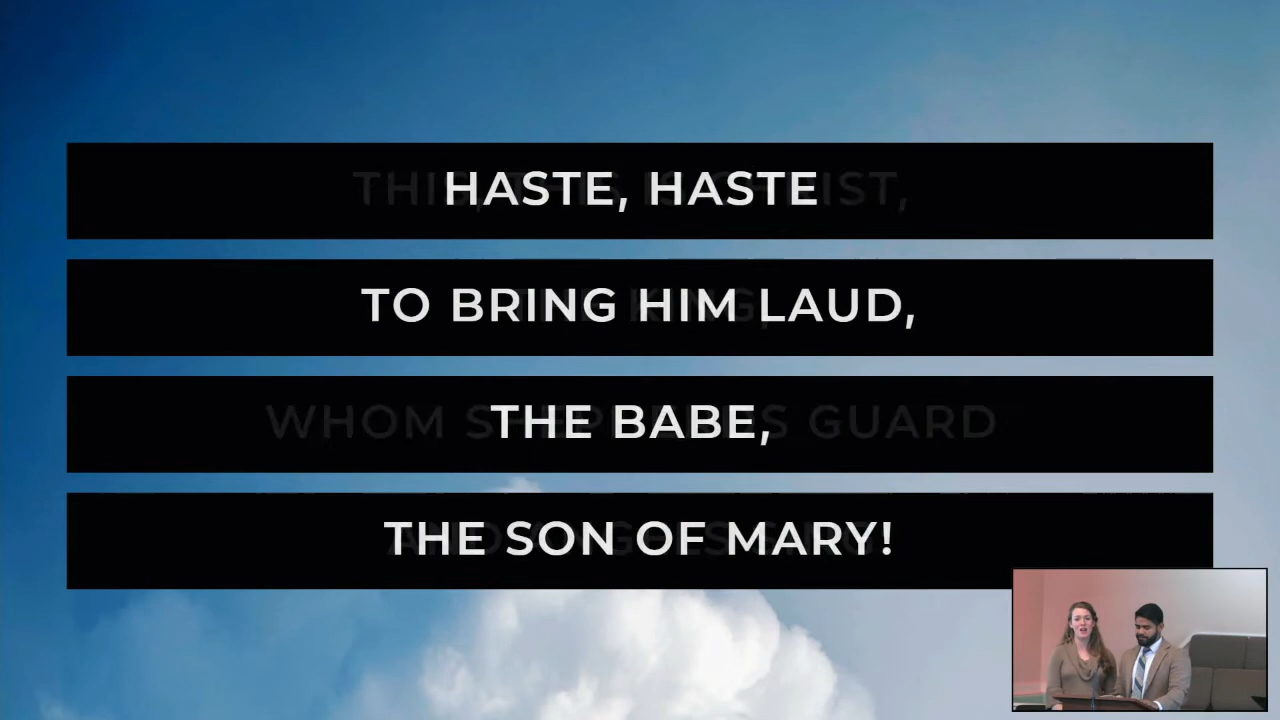 HASTE, HASTE
TO BRING HIM LAUD,
THE BABE,
THE SON OF MARY!